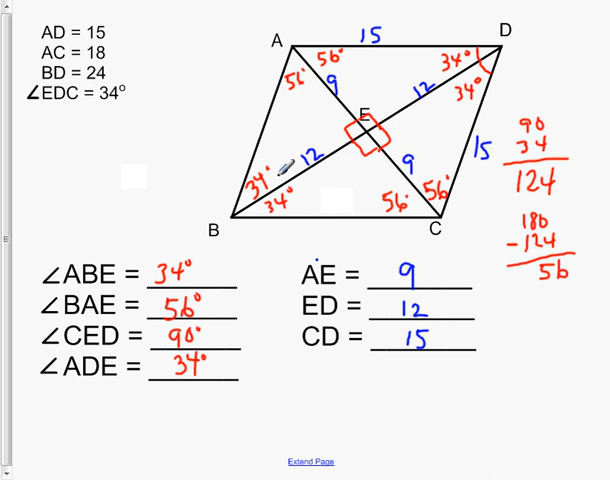 AD = 15
AC = 18
BD = 24
∠EDC = 34°
A
15
D
56°
34°
56°
9
12
34°
E
34°
12
9
15
34°
56°
56°
B
C
90
34
124
180
-124
56
∠ABE = 34°
∠BAE = 56°
∠CED = 90°
∠ADE = 34°
AE = 9
ED = 12
CD = 15
Extend Page